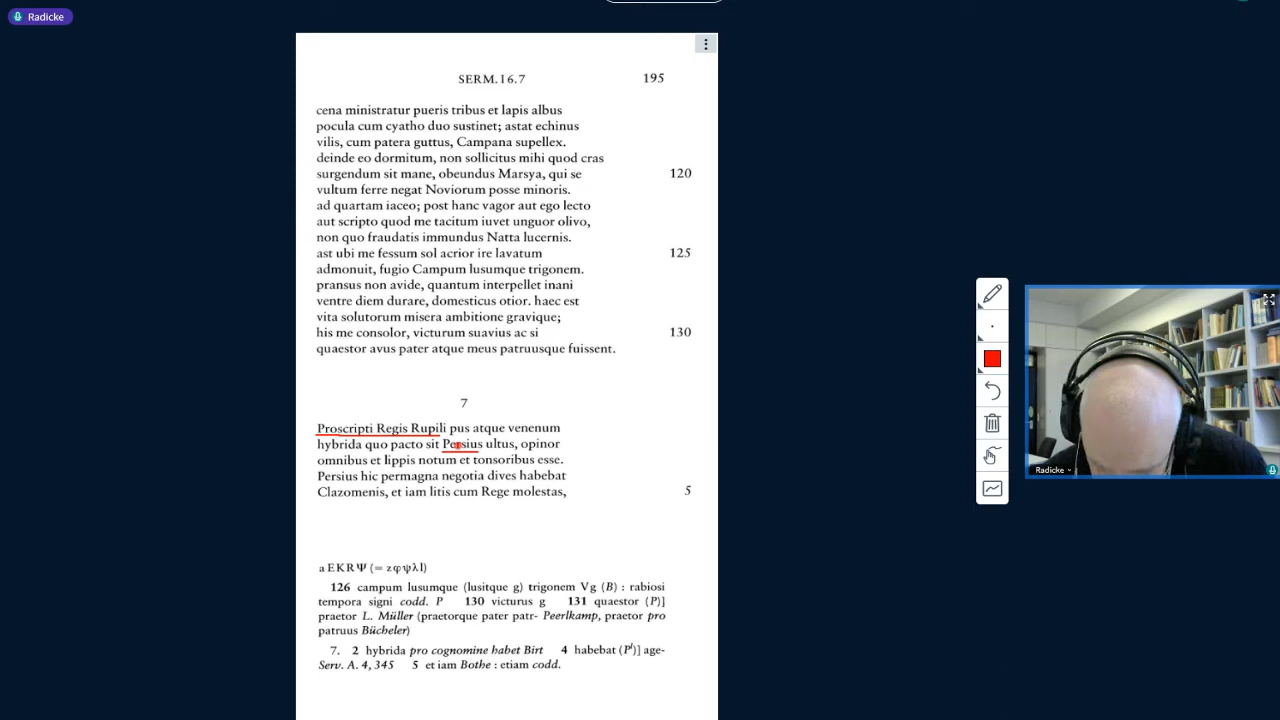 Radicke
SERM.16.7 195
cena ministratur pueris tribus et lapis albus
pocula cum cyatho duo sustinet; astat echinus
vilis, cum patera guttus, Campana supellex.
deinde eo dormitum, non sollicitus mihi quod cras
surgendum sit mane, obeundus Marsya, qui se 120
vultum ferre negat Noviorum posse minoris.
ad quartam iaceo; post hanc vagor aut ego lecto
aut scripto quod me tacitum iuvet unguor olivo,
non quo fraudatis immundus Natta lucernis.
ast ubi me fessum sol acrior ire lavatum 125
admonuit, fugio Campum lusumque trigonem.
pransus non avide, quantum interpellet inani
ventre diem durare, domesticus otior. haec est
vita solutorum misera ambitione gravique;
his me consolor, victurum suavius ac si 130
quaestor avus pater atque meus patruusque fuissent.
7
Proscripti Regis Rupili pus atque venenum
hybrida quo pacto sit Persius ultus, opinor
omnibus et lippis notum et tonsoribus esse.
Persius hic permagna negotia dives habebat
Clazomenis, et iam litis cum Rege molestas, 5
a E K R Ψ (= z φ ψ λ l)
126 campum lusumque (lusitque g) trigonem V g (B) : rabiosi
tempora signi codd. P 130 victurus g 131 quaestor (P)]
praetor L. Müller (praetorque pater patr- Peerlkamp, praetor pro
patruus Bücheler)
7. 2 hybrida pro cognomine habet Birt 4 habebat (P¹)] age-
Serv. A. 4, 345 5 et iam Bothe : etiam codd.
Radicke